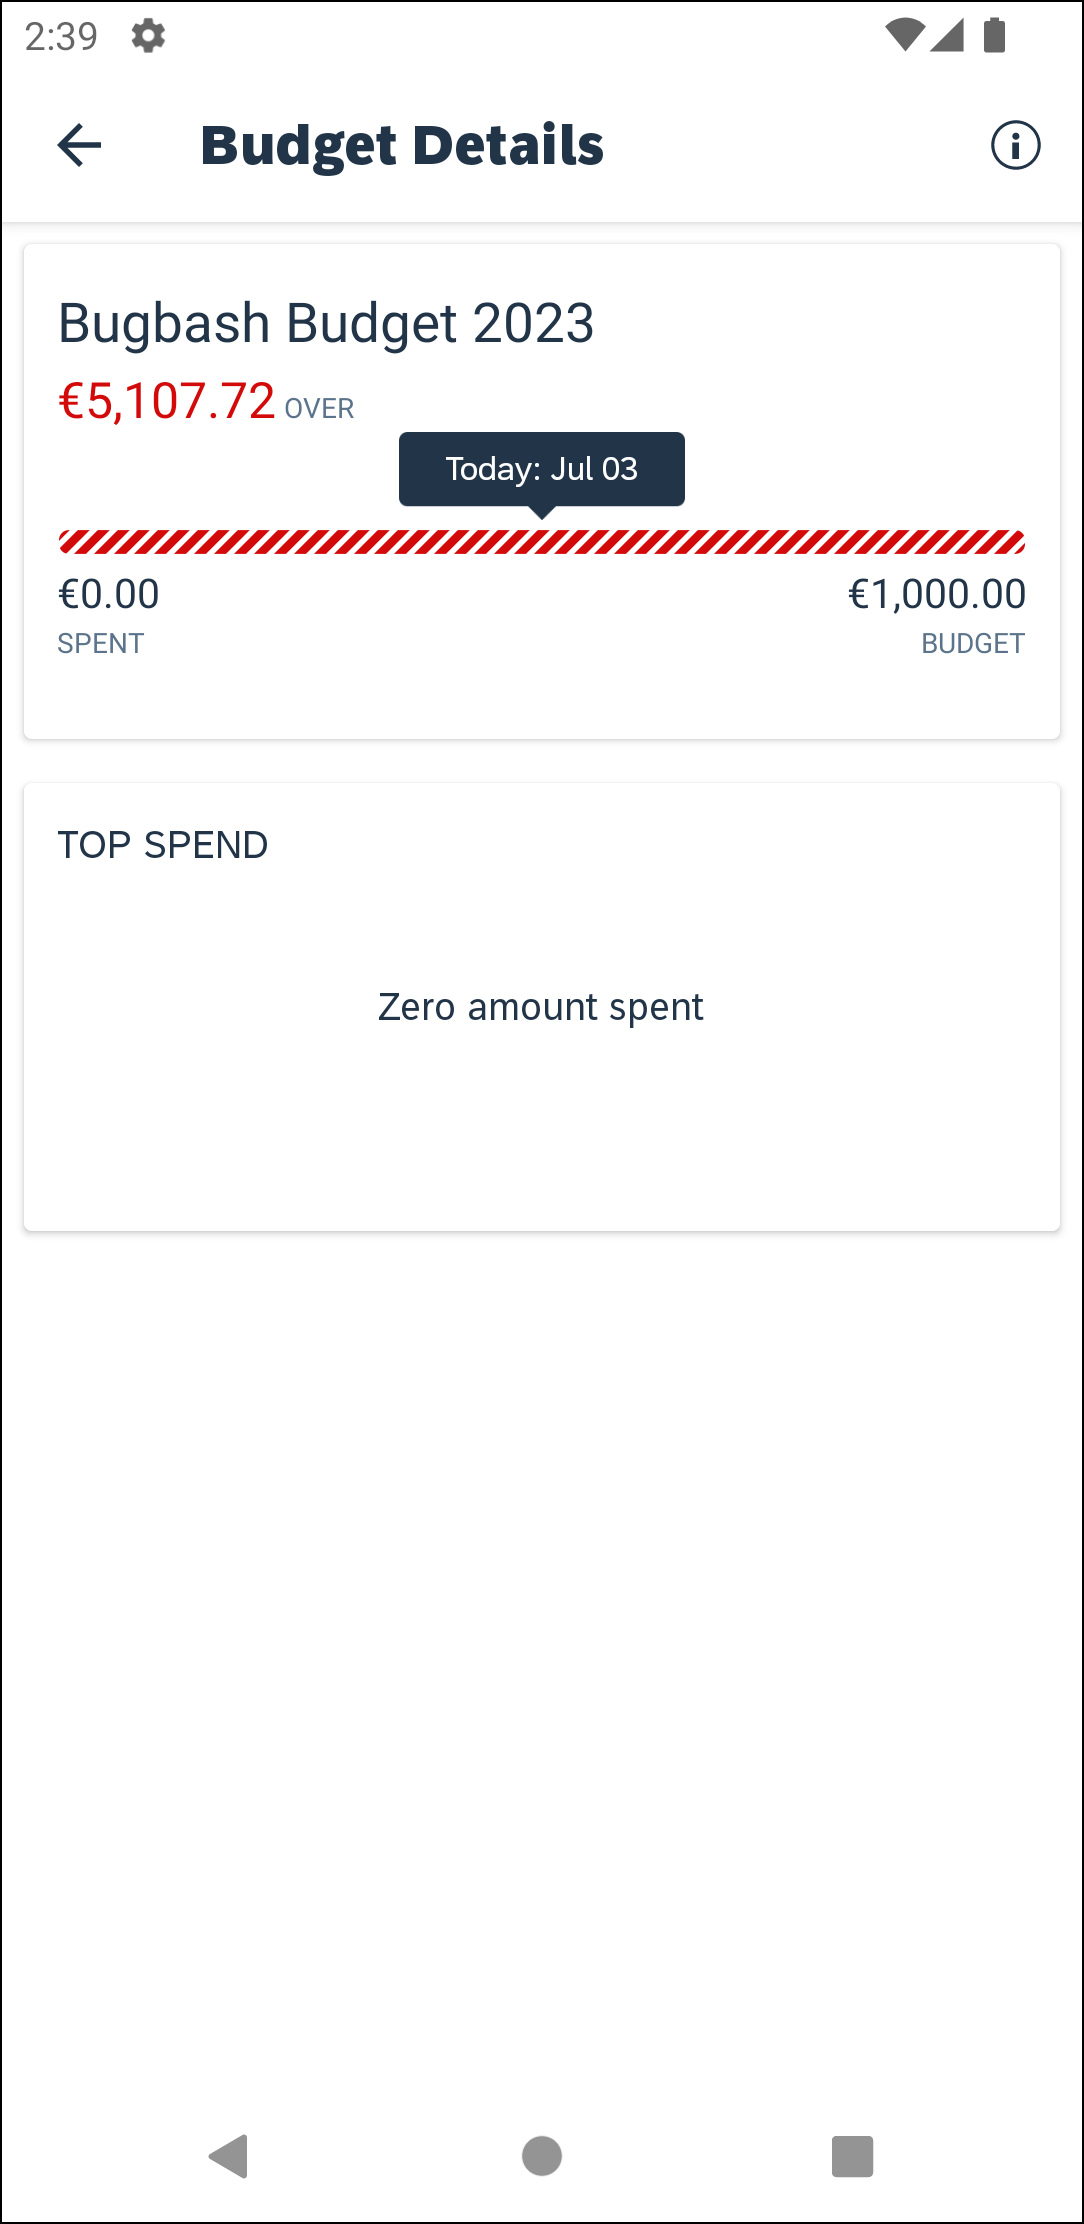 2:39
Budget Details
Bugbash Budget 2023
€5,107.72 OVER
Today: Jul 03
€0.00 €1,000.00
SPENT BUDGET
TOP SPEND
Zero amount spent